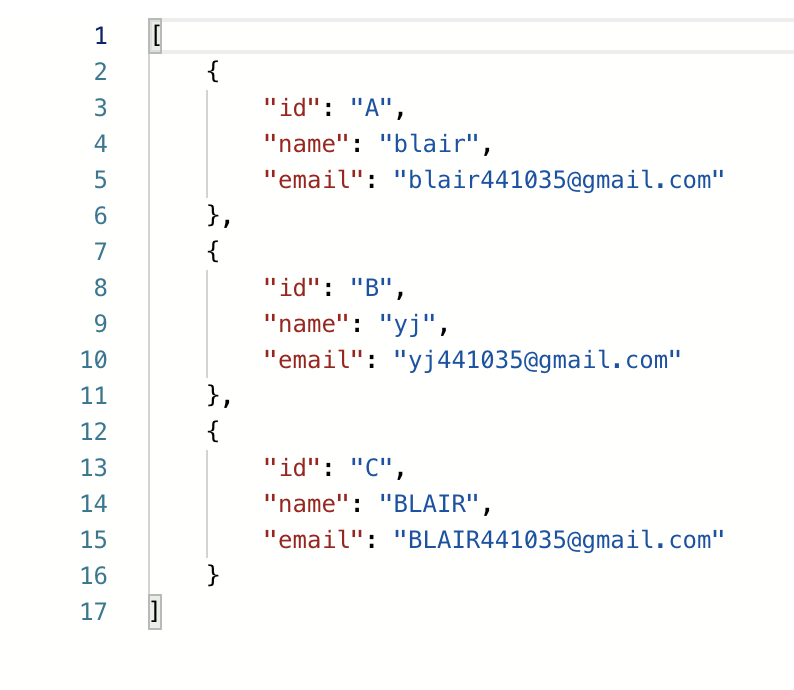 1 [
2 {
3 "id": "A",
4 "name": "blair",
5 "email": "blair441035@gmail.com"
6 },
7 {
8 "id": "B",
9 "name": "yj",
10 "email": "yj441035@gmail.com"
11 },
12 {
13 "id": "C",
14 "name": "BLAIR",
15 "email": "BLAIR441035@gmail.com"
16 }
17 ]